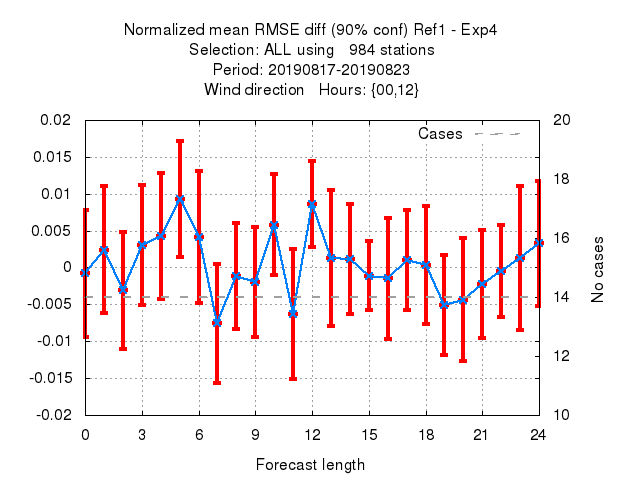 Normalized mean RMSE diff (90% conf) Ref1 - Exp4
Selection: ALL using   984 stations
Period: 20190817-20190823
Wind direction   Hours: {00,12}
Cases
0.02
0.015
0.01
0.005
0
-0.005
-0.01
-0.015
-0.02
20
18
16
14
12
10
No cases
0 3 6 9 12 15 18 21 24
Forecast length